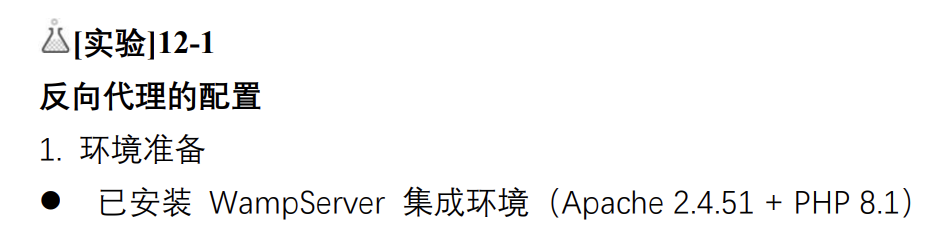 [实验]12-1
反向代理的配置
1. 环境准备
● 已安装 WampServer 集成环境（Apache 2.4.51 + PHP 8.1）